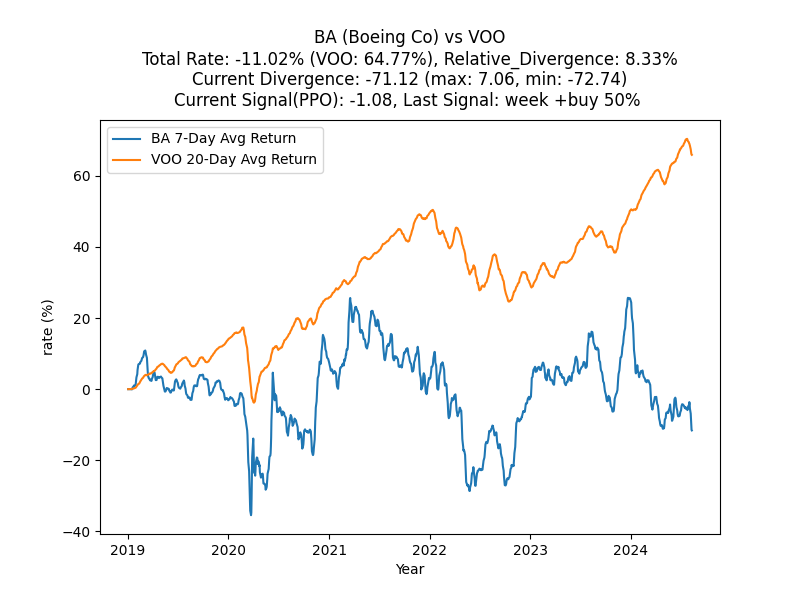 BA (Boeing Co) vs VOO
Total Rate: -11.02% (VOO: 64.77%), Relative_Divergence: 8.33%
Current Divergence: -71.12 (max: 7.06, min: -72.74)
Current Signal(PPO): -1.08, Last Signal: week +buy 50%
BA 7-Day Avg Return
VOO 20-Day Avg Return
rate (%)
60
40
20
0
−20
−40
2019 2020 2021 2022 2023 2024
Year